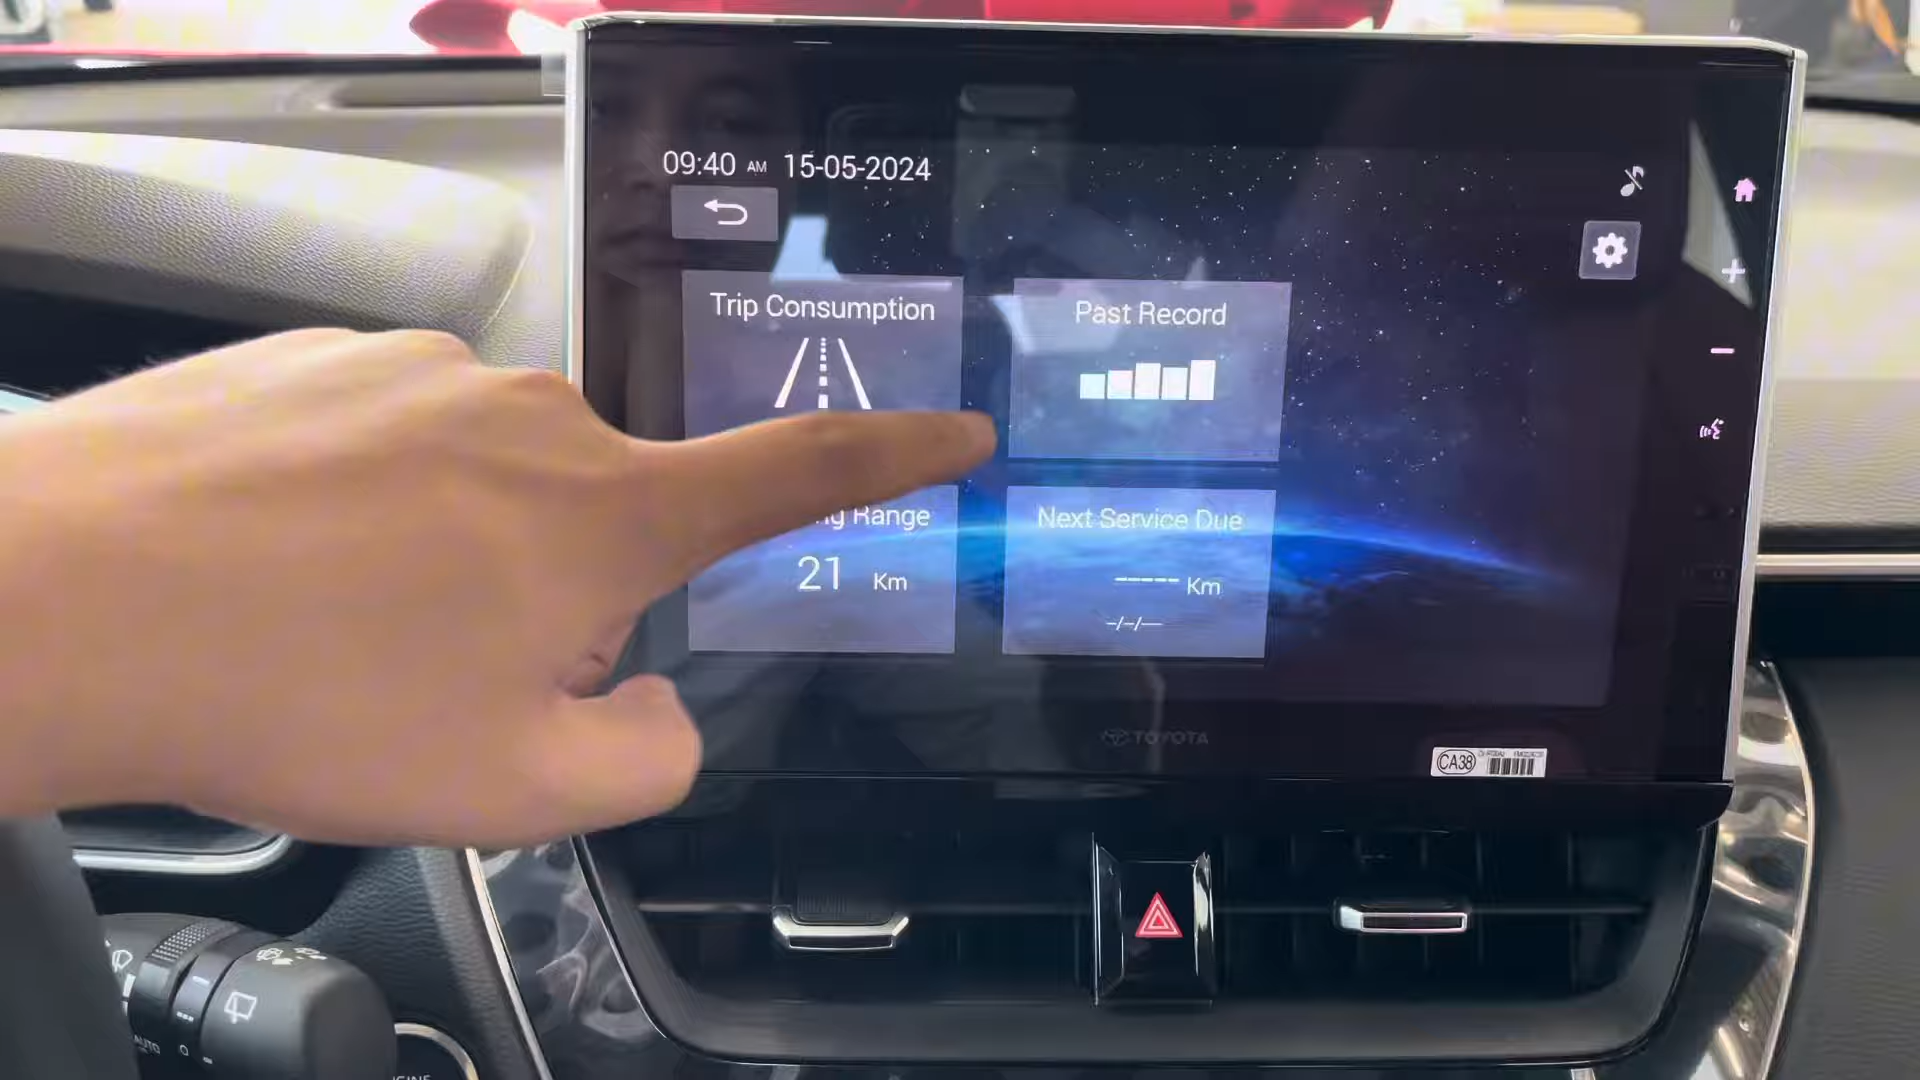 09:40 AM 15-05-2024
Trip Consumption
Past Record
Range
Next Service Due
21 Km
----- Km
-/-/--
TOYOTA
CA38
AUTO